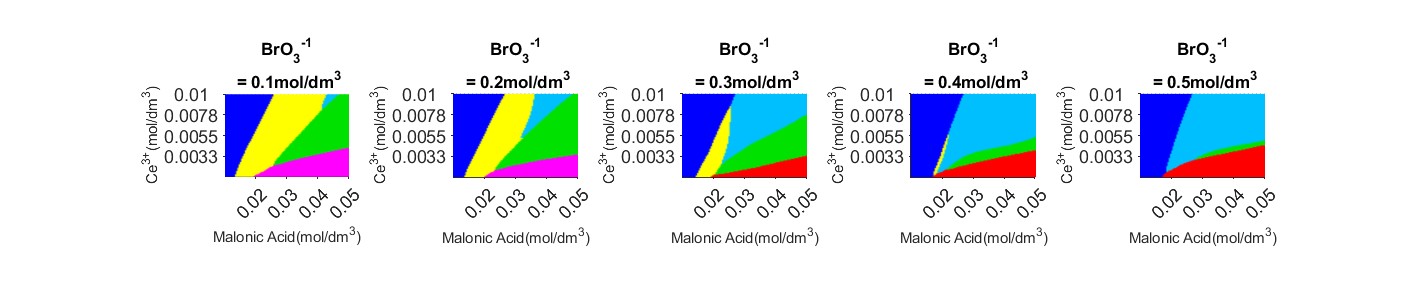 BrO3-1
= 0.1mol/dm3
0.01
0.0078
0.0055
0.0033
Ce3+ (mol/dm3)
0.02
0.03
0.04
0.05
Malonic Acid(mol/dm3)
BrO3-1
= 0.2mol/dm3
0.01
0.0078
0.0055
0.0033
Ce3+ (mol/dm3)
0.02
0.03
0.04
0.05
Malonic Acid(mol/dm3)
BrO3-1
= 0.3mol/dm3
0.01
0.0078
0.0055
0.0033
Ce3+ (mol/dm3)
0.02
0.03
0.04
0.05
Malonic Acid(mol/dm3)
BrO3-1
= 0.4mol/dm3
0.01
0.0078
0.0055
0.0033
Ce3+ (mol/dm3)
0.02
0.03
0.04
0.05
Malonic Acid(mol/dm3)
BrO3-1
= 0.5mol/dm3
0.01
0.0078
0.0055
0.0033
Ce3+ (mol/dm3)
0.02
0.03
0.04
0.05
Malonic Acid(mol/dm3)